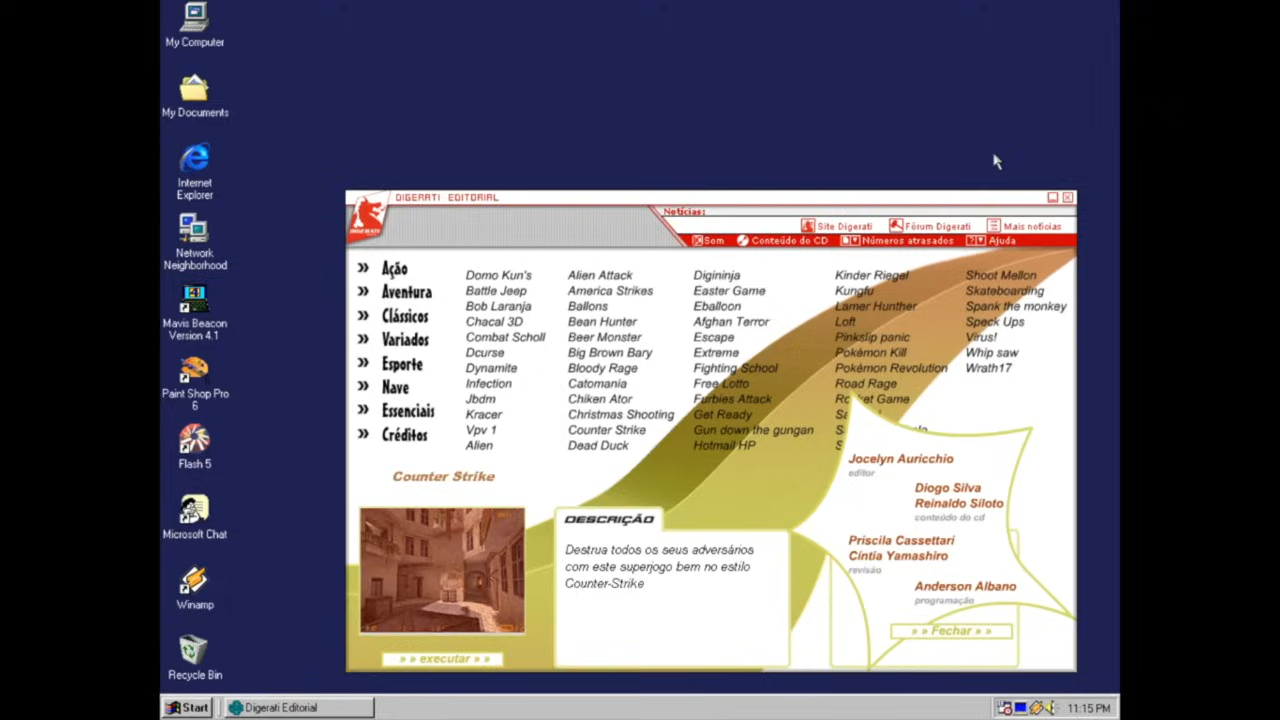 My Computer
My Documents
Internet
Explorer
Network
Neighborhood
Mavis Beacon
Version 4.1
Paint Shop Pro
6
Flash 5
Microsoft Chat
Winamp
Recycle Bin
DIGERATI EDITORIAL
Notícias:
Site Digerati
Fórum Digerati
Mais notícias
Som
Conteúdo do CD
Números atrasados
Ajuda
Ação
Aventura
Clássicos
Variados
Esporte
Nave
Essenciais
Créditos
Domo Kun's
Battle Jeep
Bob Laranja
Chacal 3D
Combat Scholl
Dcurse
Dynamite
Infection
Jbdm
Kracer
Vpv 1
Alien
Alien Attack
America Strikes
Ballons
Bean Hunter
Beer Monster
Big Brown Bary
Bloody Rage
Catomania
Chiken Ator
Christmas Shooting
Counter Strike
Dead Duck
Digininja
Easter Game
Eballoon
Afghan Terror
Escape
Extreme
Fighting School
Free Lotto
Furbies Attack
Get Ready
Gun down the gungan
Hotmail HP
Kinder Riegel
Kungfu
Lamer Hunther
Loft
Pinkslip panic
Pokémon Kill
Pokémon Revolution
Road Rage
Rocket Game
Shoot Mellon
Skateboarding
Spank the monkey
Speck Ups
Virus!
Whip saw
Wrath17
Counter Strike
» » executar » »
DESCRIÇÃO
Destrua todos os seus adversários
com este superjogo bem no estilo
Counter-Strike
Jocelyn Auricchio
editor
Diogo Silva
Reinaldo Siloto
conteúdo do cd
Priscila Cassettari
Cíntia Yamashiro
revisão
Anderson Albano
programação
» » Fechar » »
Start
Digerati Editorial
11:15 PM